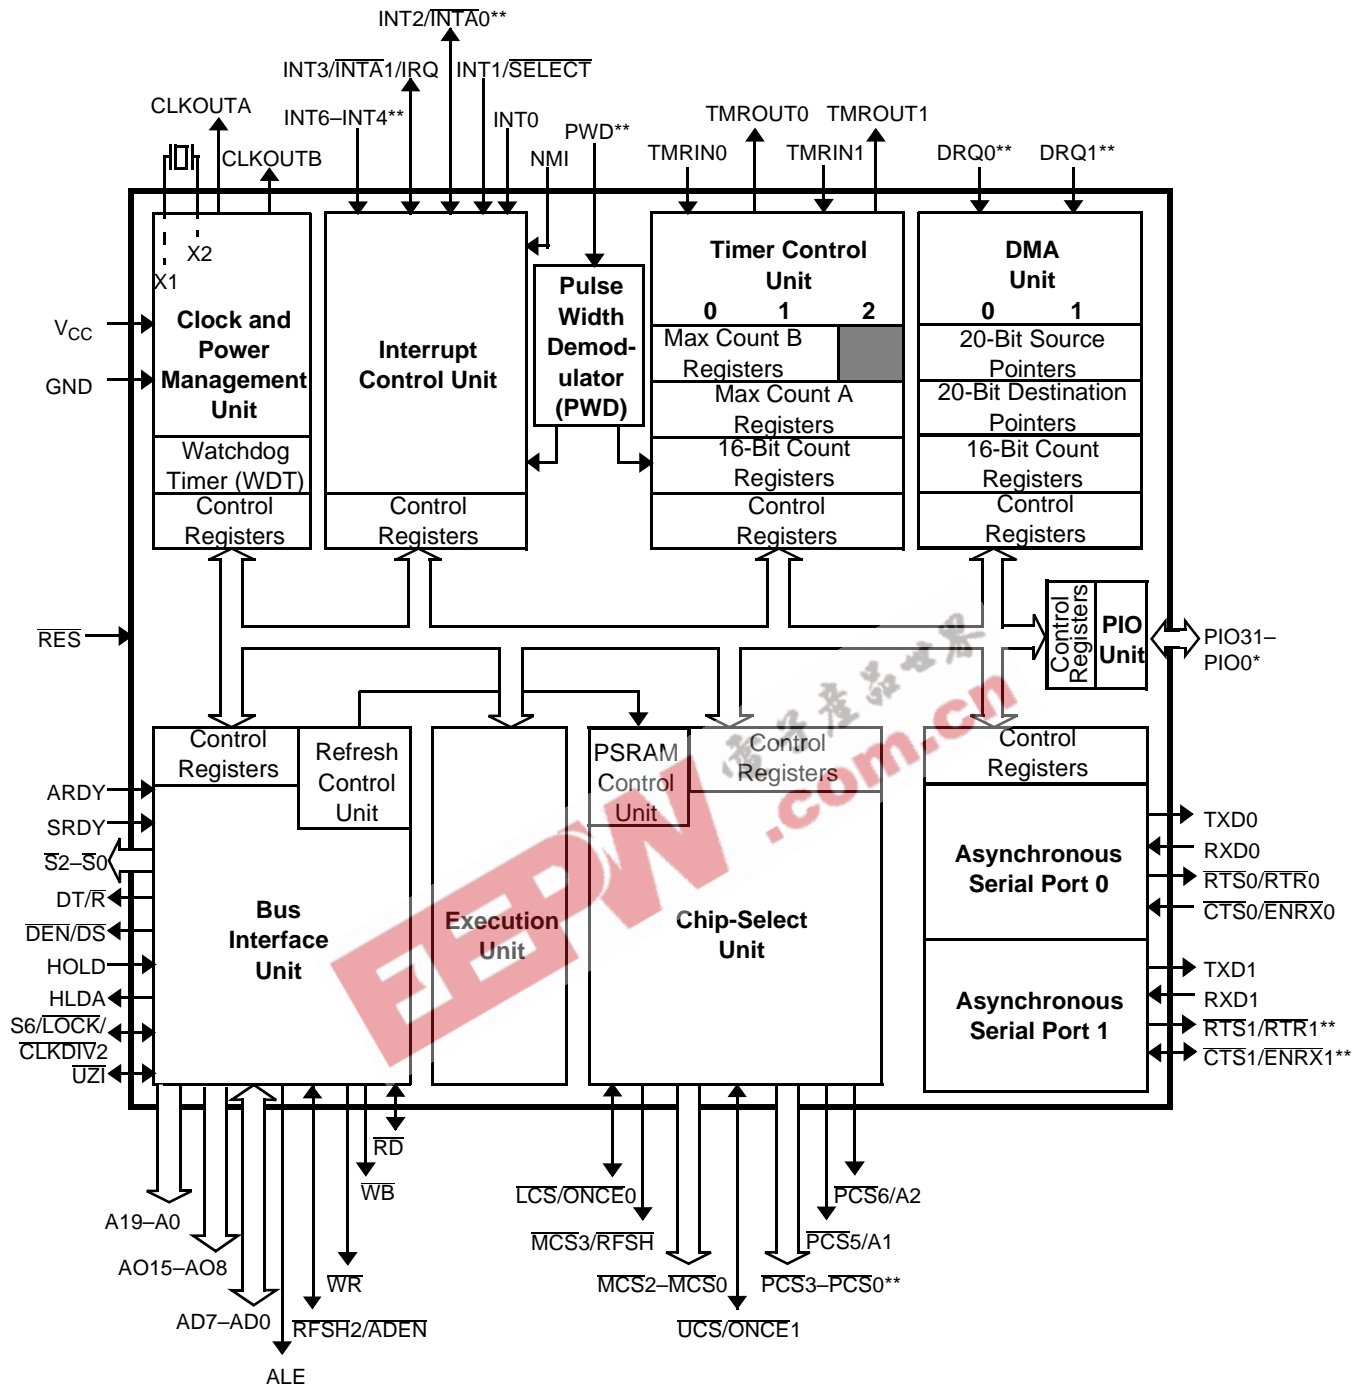 INT2/INTA0**
INT3/INTA1/IRQ
INT1/SELECT
CLKOUTA
INT6–INT4**
INT0
PWD**
TMROUT0
TMROUT1
CLKOUTB
NMI
TMRIN0
TMRIN1
DRQ0**
DRQ1**
X2
X1
VCC
GND
Clock and
Power
Management
Unit
Watchdog
Timer (WDT)
Control
Registers
Interrupt
Control Unit
Control
Registers
Pulse
Width
Demod-
ulator
(PWD)
Timer Control
Unit
0 1 2
Max Count B
Registers
Max Count A
Registers
16-Bit Count
Registers
Control
Registers
DMA
Unit
0 1
20-Bit Source
Pointers
20-Bit Destination
Pointers
16-Bit Count
Registers
Control
Registers
RES
Control
Registers
PIO
Unit
PIO31–
PIO0*
Control
Registers
Refresh
Control
Unit
Bus
Interface
Unit
Execution
Unit
PSRAM
Control
Unit
Control
Registers
Chip-Select
Unit
Control
Registers
Asynchronous
Serial Port 0
Asynchronous
Serial Port 1
ARDY
SRDY
S2–S0
DT/R
DEN/DS
HOLD
HLDA
S6/LOCK/
CLKDIV2
UZI
TXD0
RXD0
RTS0/RTR0
CTS0/ENRX0
TXD1
RXD1
RTS1/RTR1**
CTS1/ENRX1**
RD
WB
A19–A0
AO15–AO8
WR
AD7–AD0
RFSH2/ADEN
ALE
LCS/ONCE0
PCS6/A2
MCS3/RFSH
PCS5/A1
MCS2–MCS0
PCS3–PCS0**
UCS/ONCE1
EEPW
.com.cn
電子產品世界